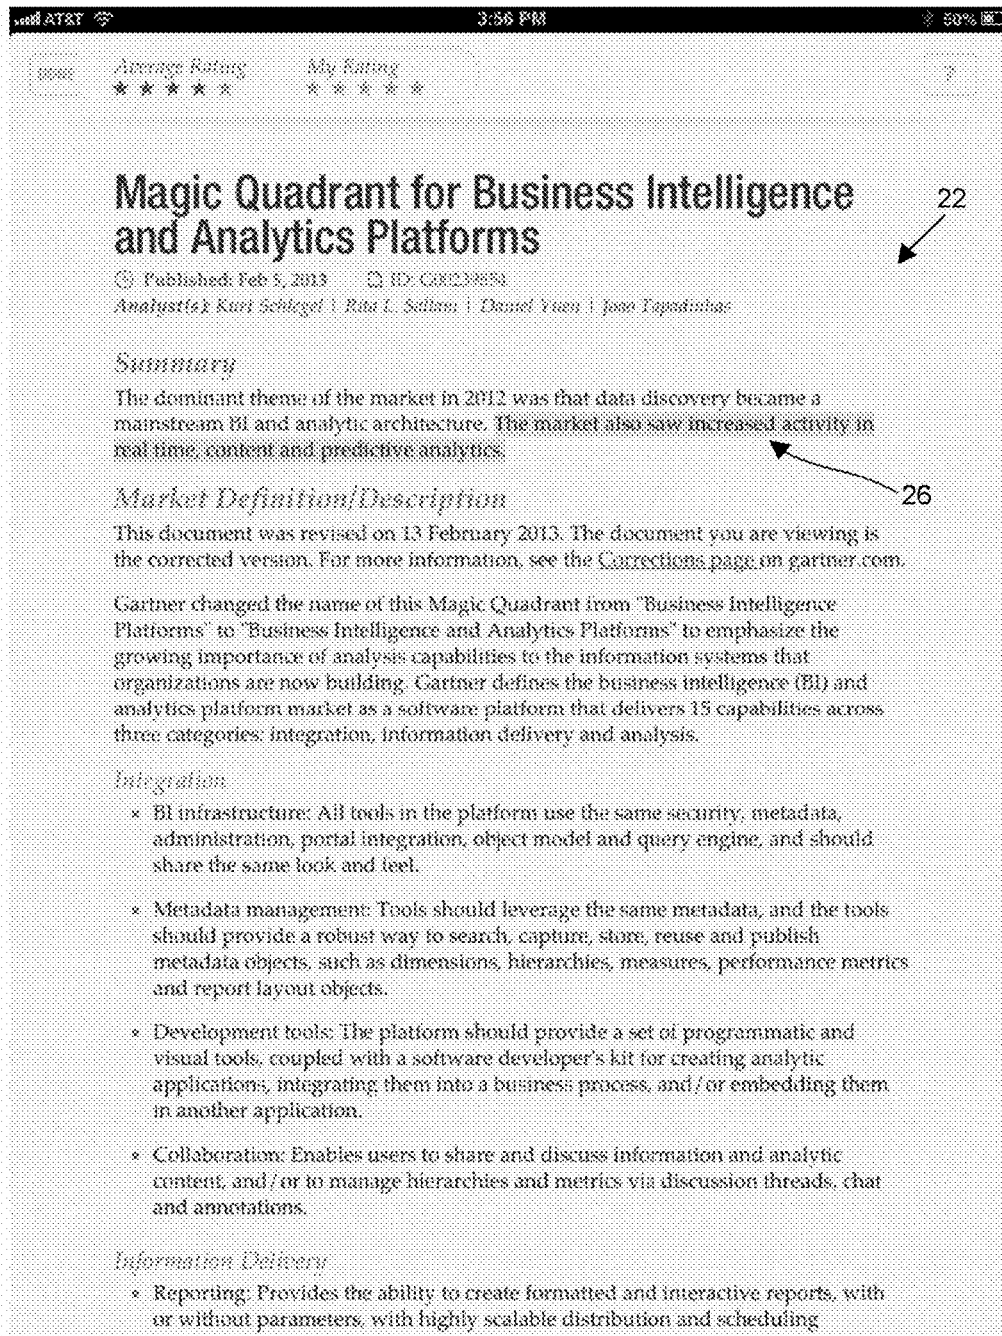 AT&T 3:56 PM 50%
Average Rating My Rating ?
★ ★ ★ ★ ★ ★ ★ ★ ★ ★
Magic Quadrant for Business Intelligence
and Analytics Platforms
22
Published: Feb 5, 2013 ID:
Analyst(s): Kurt Schlegel | Rita L. Sallam | Daniel Yuen | Joao Tapadinhas
Summary
The dominant theme of the market in 2012 was that data discovery became a
mainstream BI and analytic architecture. The market also saw increased activity in
real time, content and predictive analytics.
26
Market Definition/Description
This document was revised on 13 February 2013. The document you are viewing is
the corrected version. For more information, see the Corrections page on gartner.com.
Gartner changed the name of this Magic Quadrant from "Business Intelligence
Platforms" to "Business Intelligence and Analytics Platforms" to emphasize the
growing importance of analysis capabilities to the information systems that
organizations are now building. Gartner defines the business intelligence (BI) and
analytics platform market as a software platform that delivers 15 capabilities across
three categories: integration, information delivery and analysis.
Integration
• BI infrastructure: All tools in the platform use the same security, metadata,
administration, portal integration, object model and query engine, and should
share the same look and feel.
• Metadata management: Tools should leverage the same metadata, and the tools
should provide a robust way to search, capture, store, reuse and publish
metadata objects, such as dimensions, hierarchies, measures, performance metrics
and report layout objects.
• Development tools: The platform should provide a set of programmatic and
visual tools, coupled with a software developer's kit for creating analytic
applications, integrating them into a business process, and/or embedding them
in another application.
• Collaboration: Enables users to share and discuss information and analytic
content, and/or to manage hierarchies and metrics via discussion threads, chat
and annotations.
Information Delivery
• Reporting: Provides the ability to create formatted and interactive reports, with
or without parameters, with highly scalable distribution and scheduling